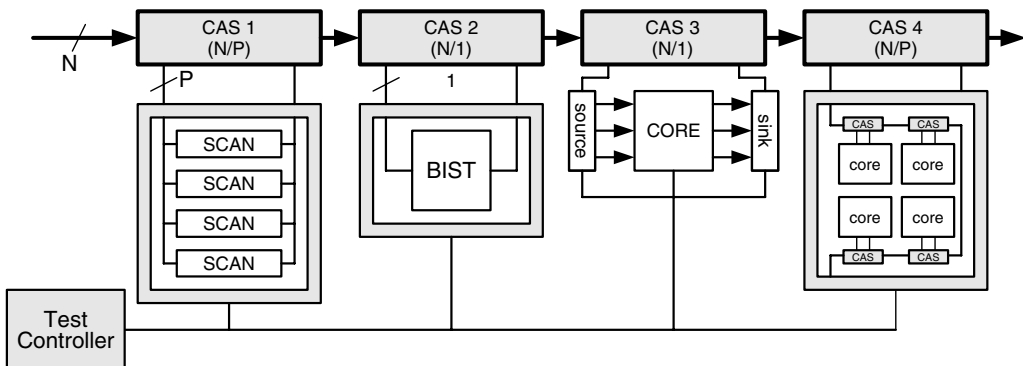 CAS 1
(N/P)
CAS 2
(N/1)
CAS 3
(N/1)
CAS 4
(N/P)
N
P
1
SCAN
SCAN
SCAN
SCAN
BIST
source
CORE
sink
CAS
CAS
core
core
core
core
CAS
CAS
Test
Controller